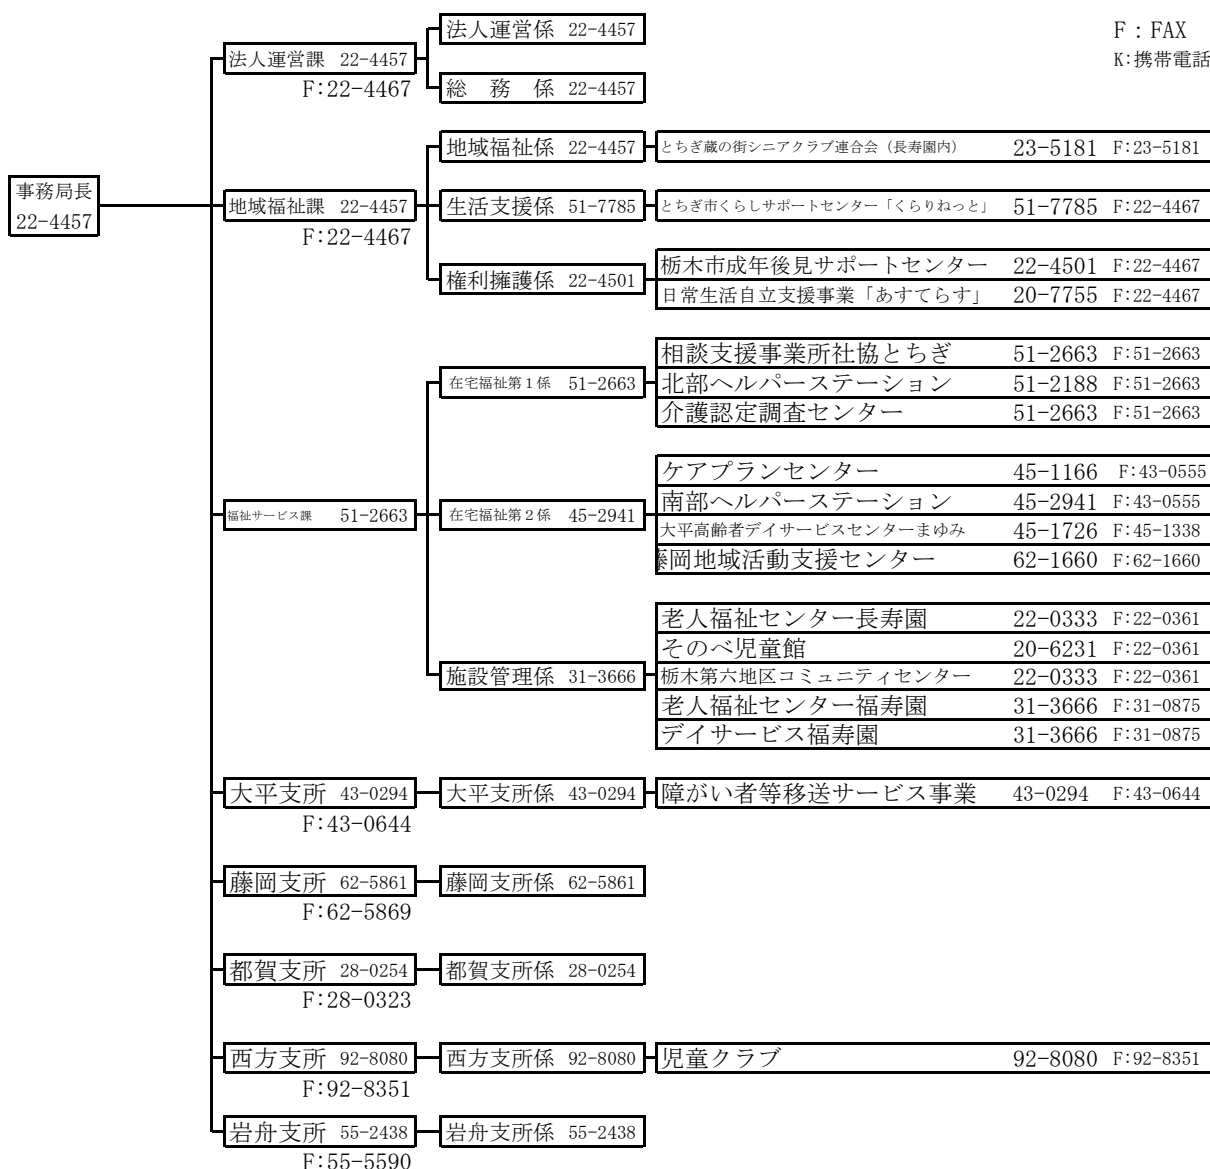 F：FAX
K:携帯電話
事務局長
22-4457
法人運営課 22-4457
F:22-4467
法人運営係 22-4457
総　務　係 22-4457
地域福祉課 22-4457
F:22-4467
地域福祉係 22-4457
とちぎ蔵の街シニアクラブ連合会（長寿園内） 23-5181 F:23-5181
生活支援係 51-7785
とちぎ市くらしサポートセンター「くらりねっと」 51-7785 F:22-4467
権利擁護係 22-4501
栃木市成年後見サポートセンター 22-4501 F:22-4467
日常生活自立支援事業「あすてらす」 20-7755 F:22-4467
福祉サービス課 51-2663
在宅福祉第１係 51-2663
相談支援事業所社協とちぎ 51-2663 F:51-2663
北部ヘルパーステーション 51-2188 F:51-2663
介護認定調査センター 51-2663 F:51-2663
在宅福祉第２係 45-2941
ケアプランセンター 45-1166 F:43-0555
南部ヘルパーステーション 45-2941 F:43-0555
大平高齢者デイサービスセンターまゆみ 45-1726 F:45-1338
藤岡地域活動支援センター 62-1660 F:62-1660
施設管理係 31-3666
老人福祉センター長寿園 22-0333 F:22-0361
そのべ児童館 20-6231 F:22-0361
栃木第六地区コミュニティセンター 22-0333 F:22-0361
老人福祉センター福寿園 31-3666 F:31-0875
デイサービス福寿園 31-3666 F:31-0875
大平支所 43-0294
F:43-0644
大平支所係 43-0294
障がい者等移送サービス事業 43-0294 F:43-0644
藤岡支所 62-5861
F:62-5869
藤岡支所係 62-5861
都賀支所 28-0254
F:28-0323
都賀支所係 28-0254
西方支所 92-8080
F:92-8351
西方支所係 92-8080
児童クラブ 92-8080 F:92-8351
岩舟支所 55-2438
F:55-5590
岩舟支所係 55-2438